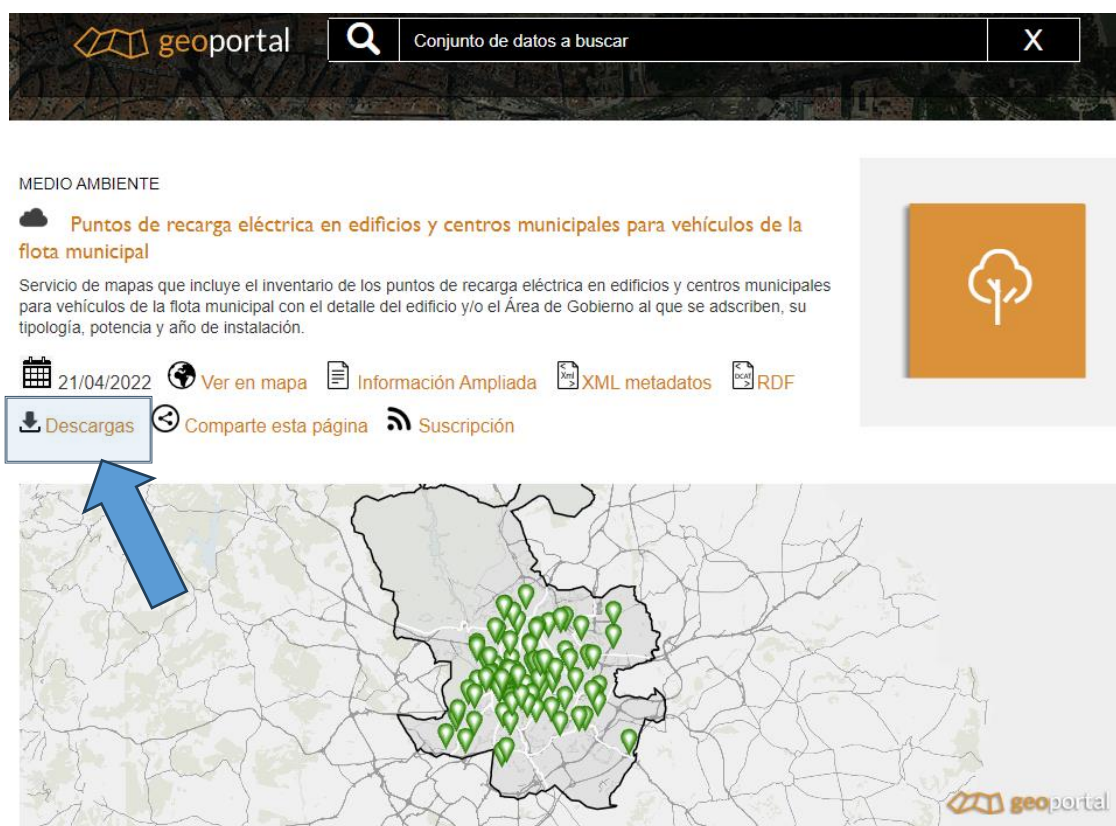 geoportal
Conjunto de datos a buscar
X
MEDIO AMBIENTE
Puntos de recarga eléctrica en edificios y centros municipales para vehículos de la
flota municipal
Servicio de mapas que incluye el inventario de los puntos de recarga eléctrica en edificios y centros municipales
para vehículos de la flota municipal con el detalle del edificio y/o el Área de Gobierno al que se adscriben, su
tipología, potencia y año de instalación.
21/04/2022 Ver en mapa Información Ampliada Xml XML metadatos DCAT RDF
Descargas Comparte esta página Suscripción
geoportal